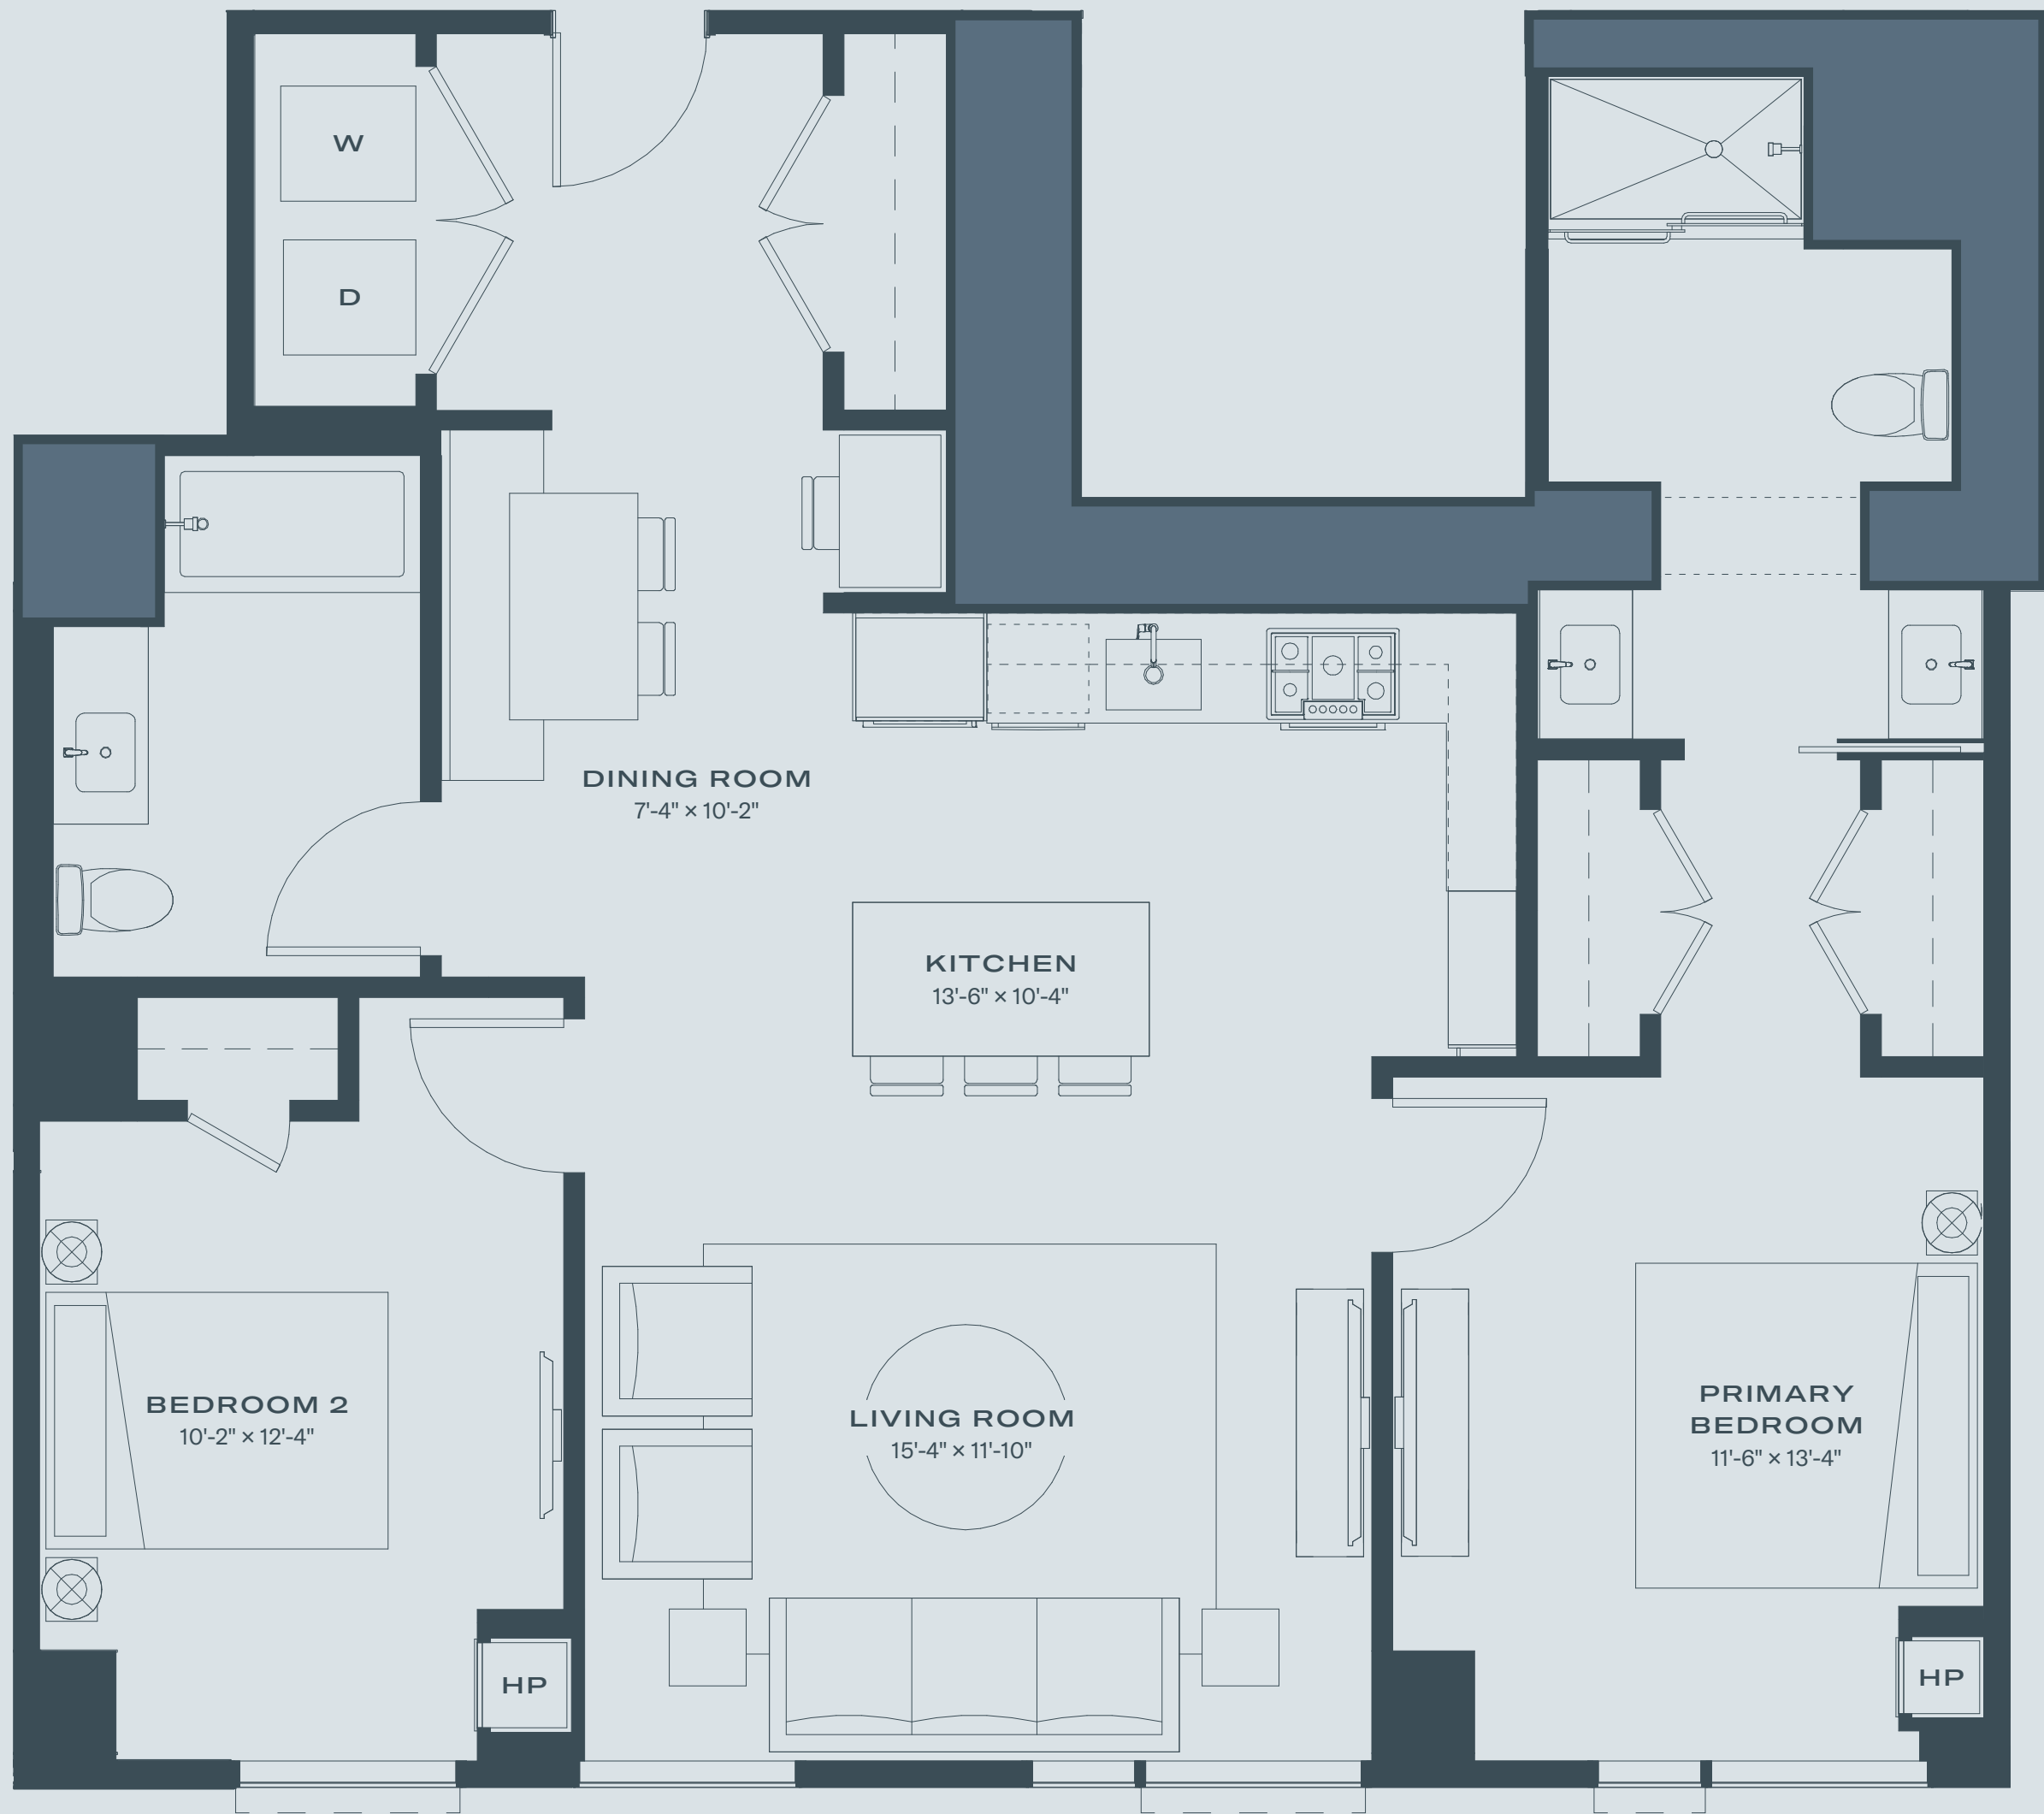 W
D
DINING ROOM
7'-4" × 10'-2"
KITCHEN
13'-6" × 10'-4"
BEDROOM 2
10'-2" × 12'-4"
LIVING ROOM
15'-4" × 11'-10"
PRIMARY
BEDROOM
11'-6" × 13'-4"
HP
HP